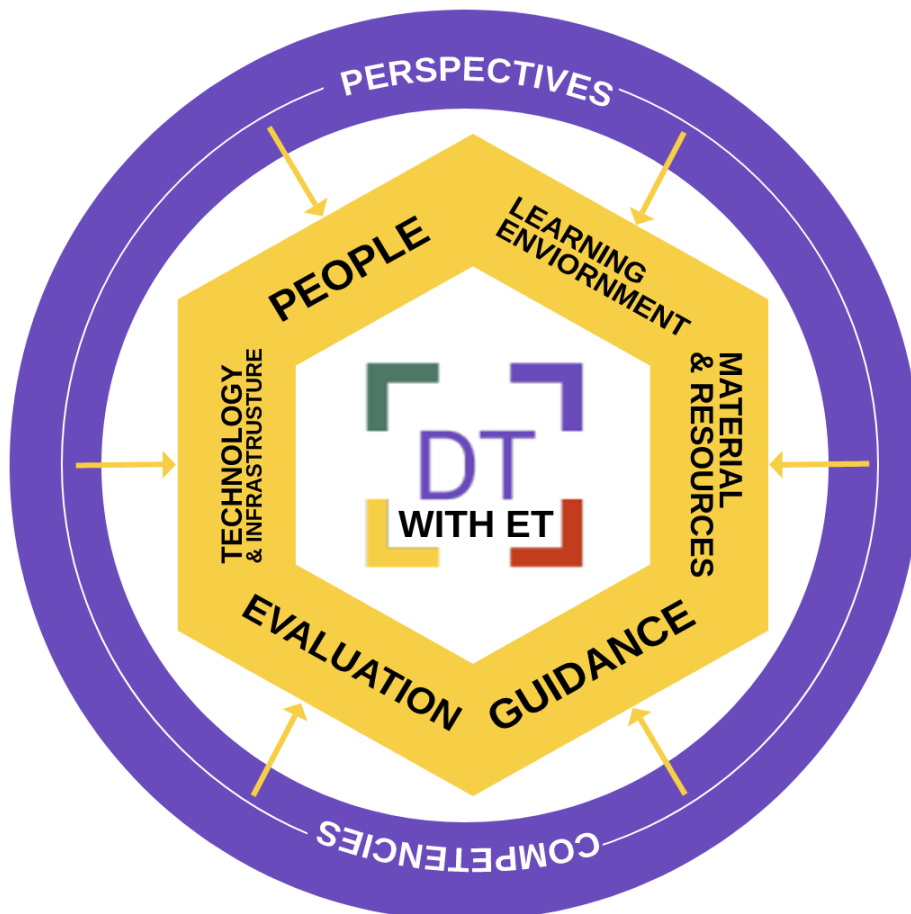 PERSPECTIVES
PEOPLE
LEARNING
ENVIORNMENT
TECHNOLOGY
& INFRASTRUSTURE
MATERIAL
& RESOURCES
DT
WITH ET
EVALUATION
GUIDANCE
COMPETENCIES